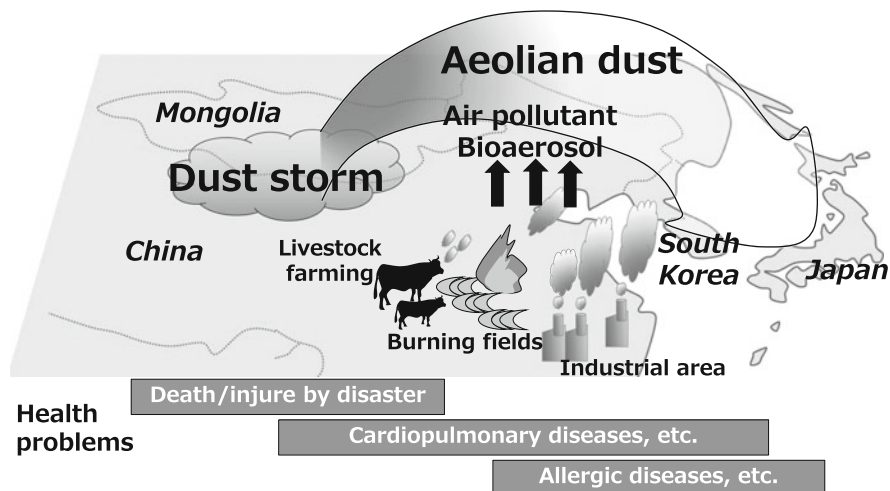 Aeolian dust
Mongolia
Air pollutant
Bioaerosol
Dust storm
China
Livestock
farming
South
Korea
Japan
Burning fields
Industrial area
Health
problems
Death/injure by disaster
Cardiopulmonary diseases, etc.
Allergic diseases, etc.